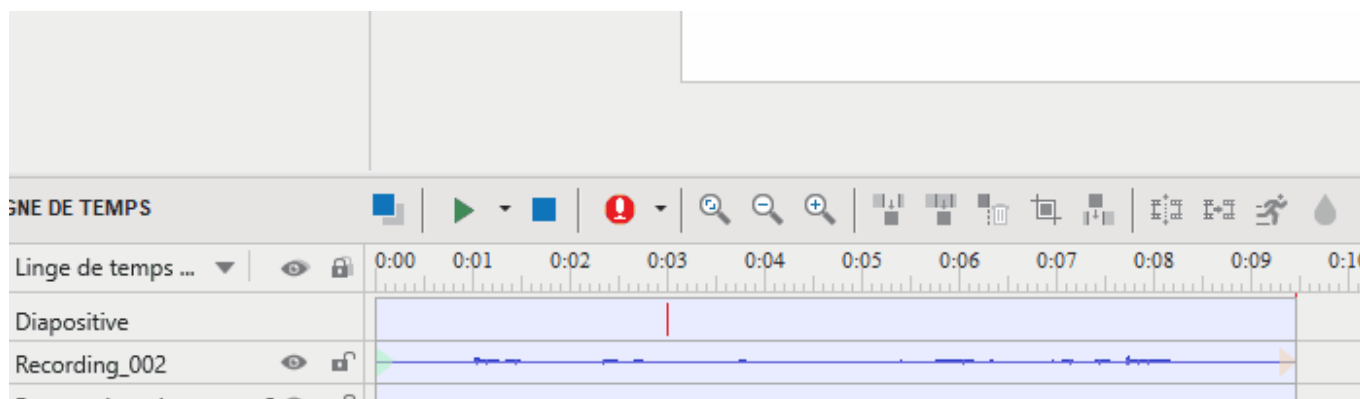 GNE DE TEMPS
Linge de temps ... 0:00 0:01 0:02 0:03 0:04 0:05 0:06 0:07 0:08 0:09
Diapositive
Recording_002